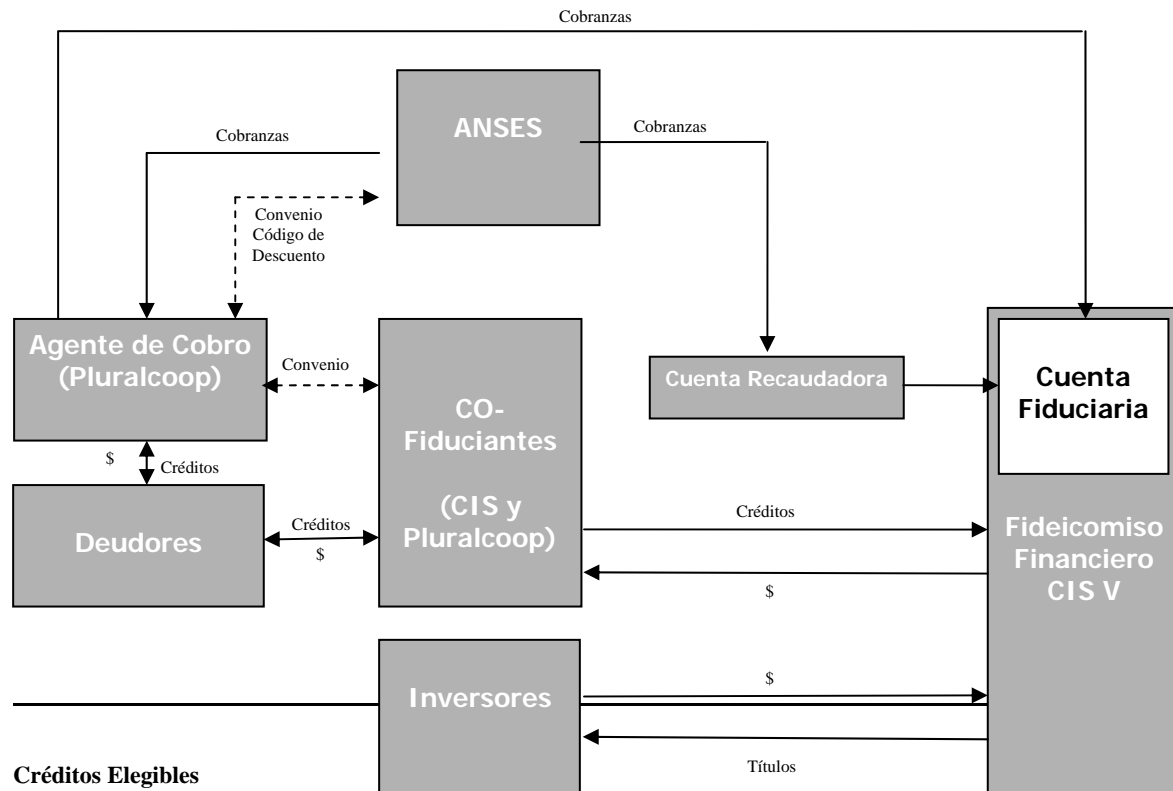 Cobranzas
ANSES
Cobranzas
Cobranzas
Convenio
Código de
Descuento
Agente de Cobro
(Pluralcoop)
Convenio
CO-
Fiduciantes
(CIS y
Pluralcoop)
Cuenta Recaudadora
Cuenta
Fiduciaria
$
Créditos
Deudores
Créditos
$
Créditos
$
Fideicomiso
Financiero
CIS V
Inversores
$
Títulos
Créditos Elegibles